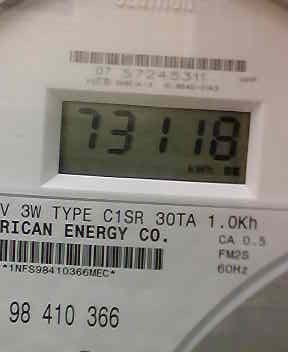 07 57245311
73118
kWh
V 3W TYPE C1SR 30TA 1.0Kh
RICAN ENERGY CO.
CA 0.5
FM2S
60Hz
*1NFS98410366MEC*
98 410 366